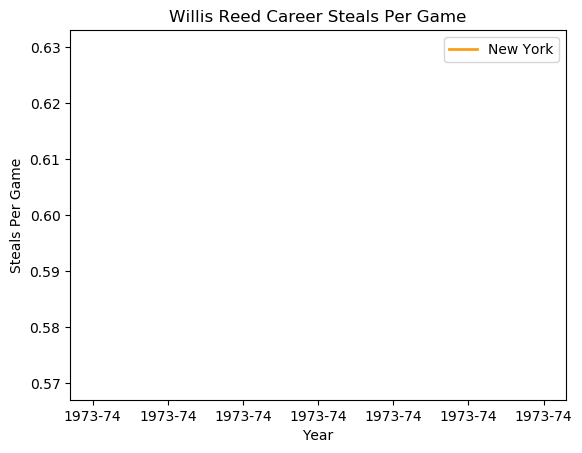 Willis Reed Career Steals Per Game
New York
0.63
0.62
0.61
0.60
0.59
0.58
0.57
Steals Per Game
1973-74 1973-74 1973-74 1973-74 1973-74 1973-74 1973-74
Year